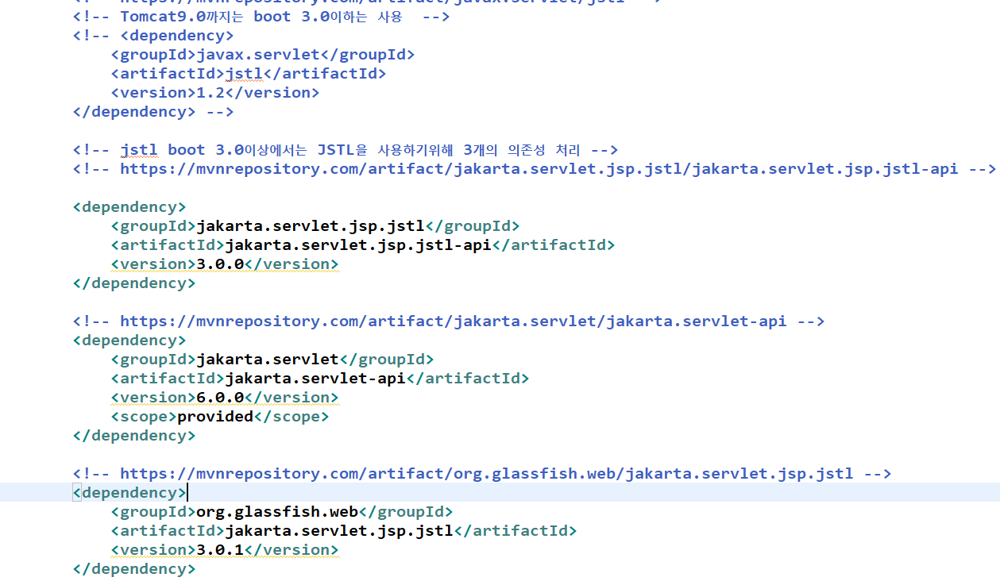 <!-- https://mvnrepository.com/artifact/javax.servlet/jstl -->
<!-- Tomcat9.0까지는 boot 3.0이하는 사용  -->
<!-- <dependency>
    <groupId>javax.servlet</groupId>
    <artifactId>jstl</artifactId>
    <version>1.2</version>
</dependency> -->
<!-- jstl boot 3.0이상에서는 JSTL을 사용하기위해 3개의 의존성 처리 -->
<!-- https://mvnrepository.com/artifact/jakarta.servlet.jsp.jstl/jakarta.servlet.jsp.jstl-api -->
<dependency>
    <groupId>jakarta.servlet.jsp.jstl</groupId>
    <artifactId>jakarta.servlet.jsp.jstl-api</artifactId>
    <version>3.0.0</version>
</dependency>
<!-- https://mvnrepository.com/artifact/jakarta.servlet/jakarta.servlet-api -->
<dependency>
    <groupId>jakarta.servlet</groupId>
    <artifactId>jakarta.servlet-api</artifactId>
    <version>6.0.0</version>
    <scope>provided</scope>
</dependency>
<!-- https://mvnrepository.com/artifact/org.glassfish.web/jakarta.servlet.jsp.jstl -->
<dependency>
    <groupId>org.glassfish.web</groupId>
    <artifactId>jakarta.servlet.jsp.jstl</artifactId>
    <version>3.0.1</version>
</dependency>